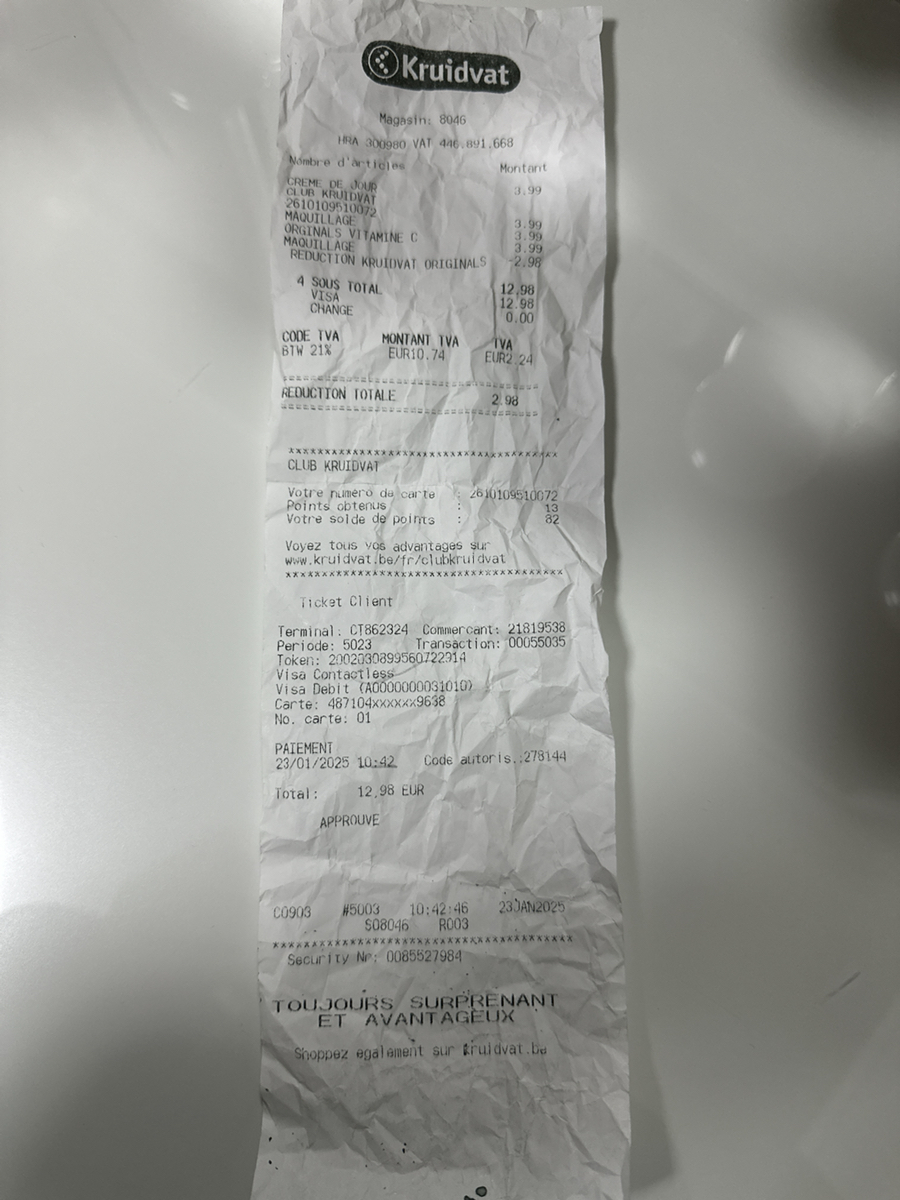 Kruidvat
Magasin: 8046
HRA 300980 VAT 446.891.668
Nombre d'articles Montant
CREME DE JOUR 3.99
CLUB KRUIDVAT
2610109510072
MAQUILLAGE 3.99
ORGINALS VITAMINE C 3.99
MAQUILLAGE 3.99
REDUCTION KRUIDVAT ORIGINALS -2.98
4 SOUS TOTAL 12.98
VISA 12.98
CHANGE 0.00
CODE TVA MONTANT TVA TVA
BTW 21% EUR10.74 EUR2.24
REDUCTION TOTALE 2.98
CLUB KRUIDVAT
Votre numero de carte : 2610109510072
Points obtenus : 13
Votre solde de points : 82
Voyez tous vos advantages sur
www.kruidvat.be/fr/clubkruidvat
Ticket Client
Terminal: CT862324 Commercant: 21819538
Periode: 5023 Transaction: 00055035
Token: 2002030899560722914
Visa Contactless
Visa Debit (A0000000031010)
Carte: 487104xxxxxx9638
No. carte: 01
PAIEMENT
23/01/2025 10:42 Code autoris.:278144
Total: 12,98 EUR
APPROUVE
C0903 #5003 10:42:46 23JAN2025
S08046 R003
Security Nr: 0085527984
TOUJOURS SURPRENANT
ET AVANTAGEUX
Shoppez egalement sur kruidvat.be